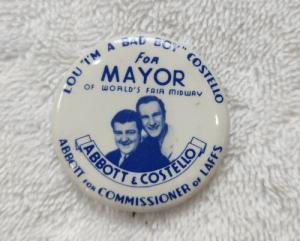 LOU "I'M A BAD BOY" COSTELLO
FOR
MAYOR
OF WORLD'S FAIR MIDWAY
ABBOTT & COSTELLO
ABBOTT FOR COMMISSIONER OF LAFFS